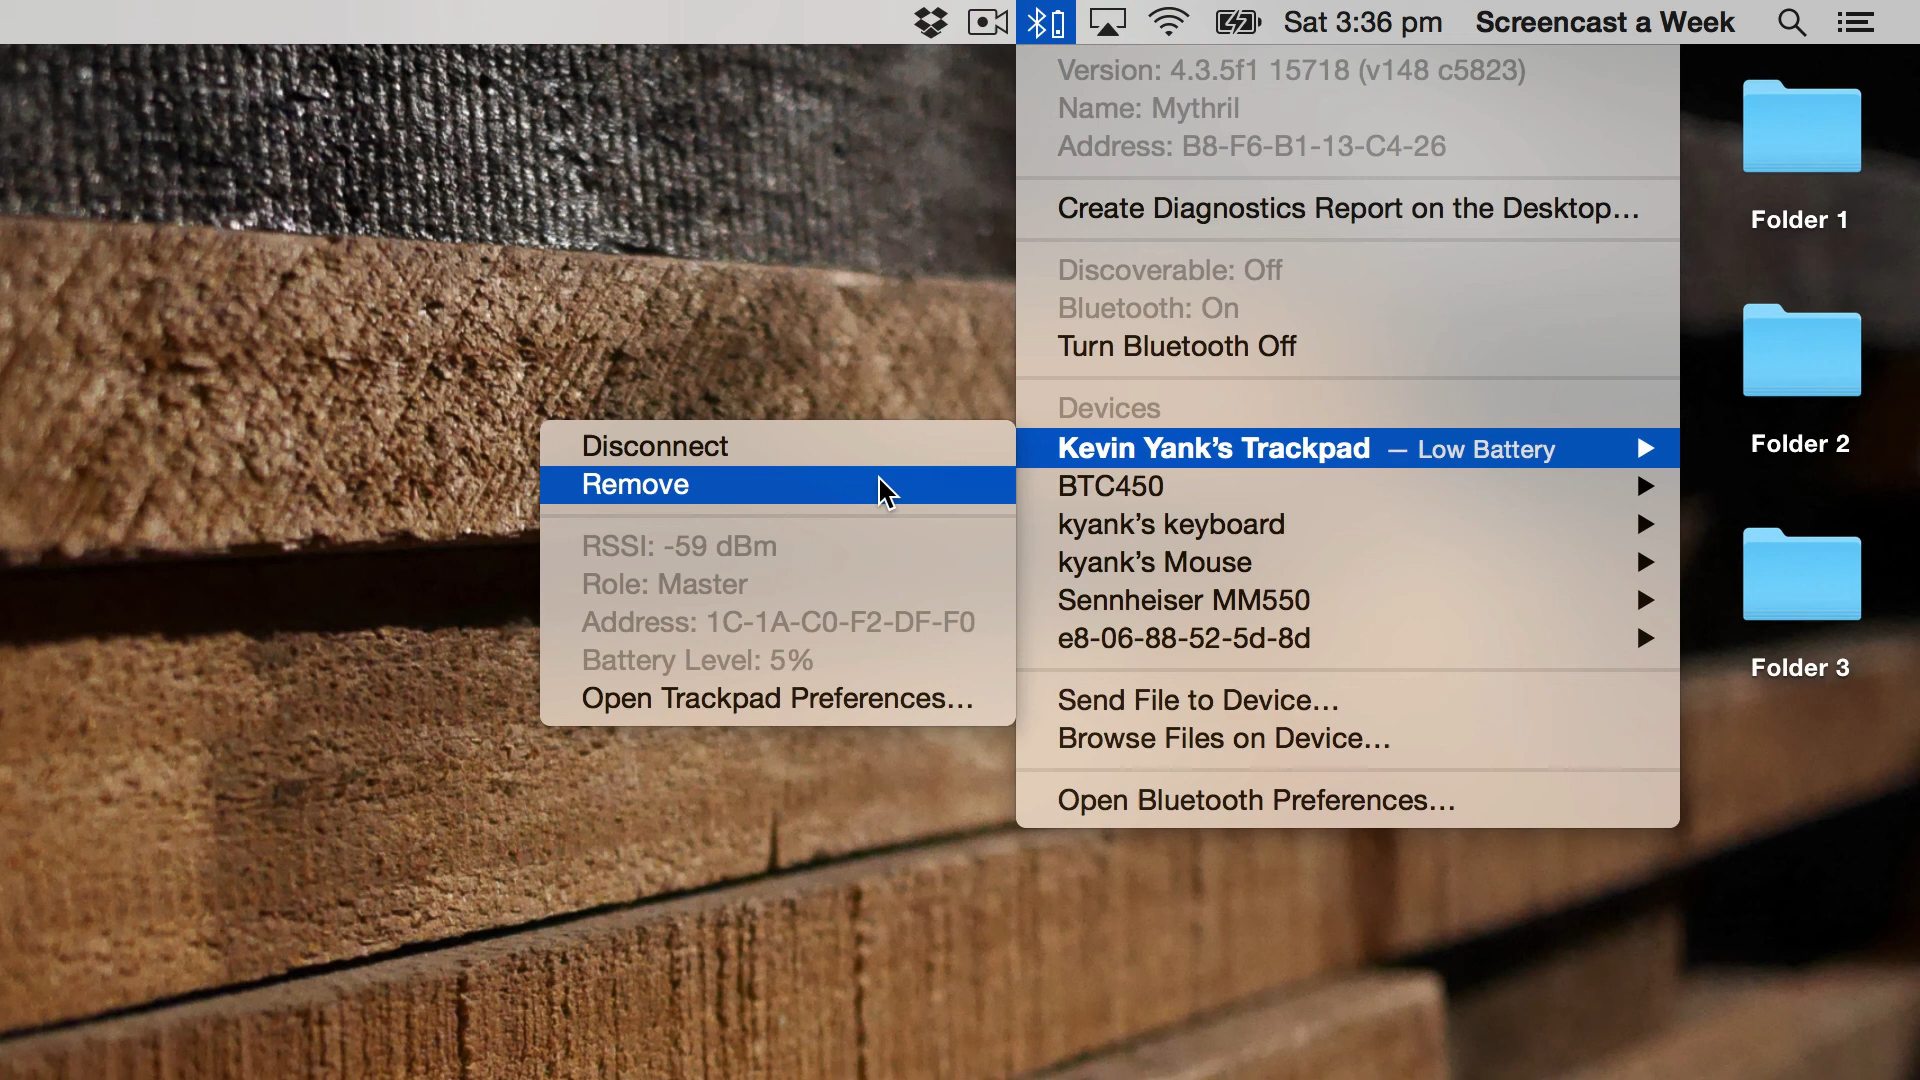 Sat 3:36 pm Screencast a Week
Version: 4.3.5f1 15718 (v148 c5823)
Name: Mythril
Address: B8-F6-B1-13-C4-26
Create Diagnostics Report on the Desktop…
Discoverable: Off
Bluetooth: On
Turn Bluetooth Off
Devices
Kevin Yank’s Trackpad — Low Battery
BTC450
kyank’s keyboard
kyank’s Mouse
Sennheiser MM550
e8-06-88-52-5d-8d
Send File to Device…
Browse Files on Device…
Open Bluetooth Preferences…
Disconnect
Remove
RSSI: -59 dBm
Role: Master
Address: 1C-1A-C0-F2-DF-F0
Battery Level: 5%
Open Trackpad Preferences…
Folder 1
Folder 2
Folder 3